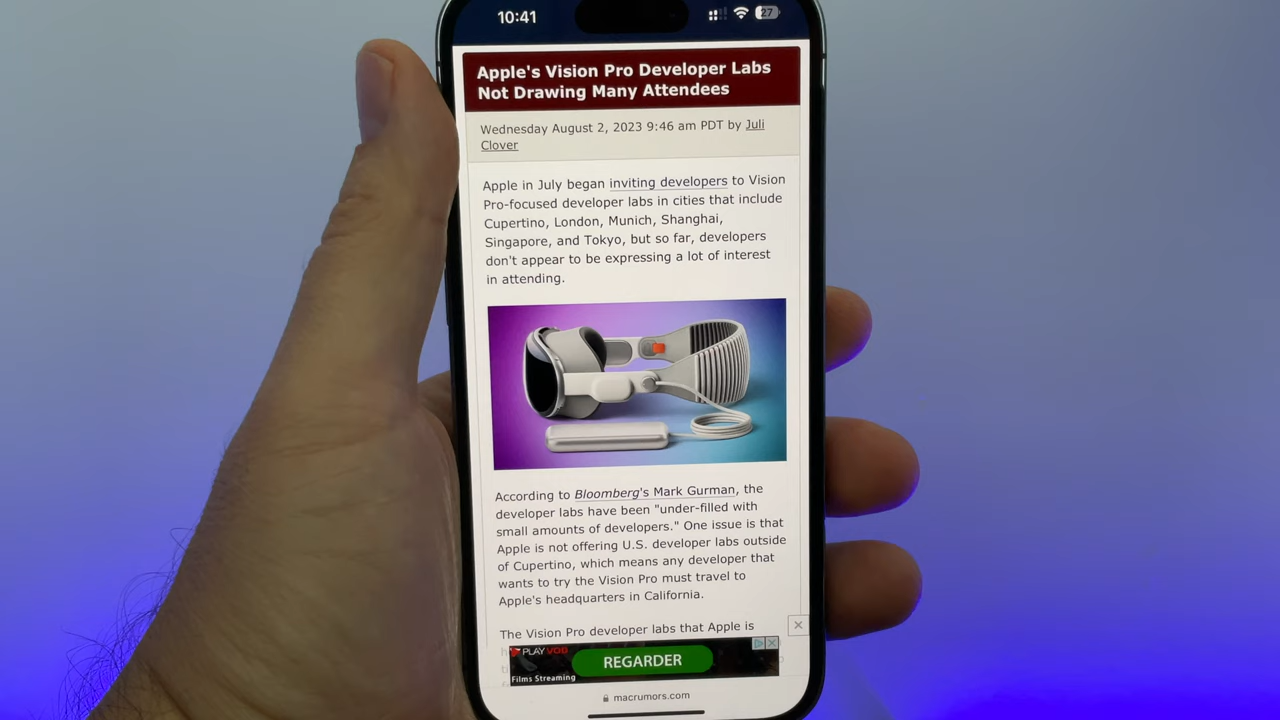 10:41
27
Apple's Vision Pro Developer Labs
Not Drawing Many Attendees
Wednesday August 2, 2023 9:46 am PDT by Juli
Clover
Apple in July began inviting developers to Vision
Pro-focused developer labs in cities that include
Cupertino, London, Munich, Shanghai,
Singapore, and Tokyo, but so far, developers
don't appear to be expressing a lot of interest
in attending.
According to Bloomberg's Mark Gurman, the
developer labs have been "under-filled with
small amounts of developers." One issue is that
Apple is not offering U.S. developer labs outside
of Cupertino, which means any developer that
wants to try the Vision Pro must travel to
Apple's headquarters in California.
The Vision Pro developer labs that Apple is
PLAYVOD
REGARDER
Films Streaming
macrumors.com